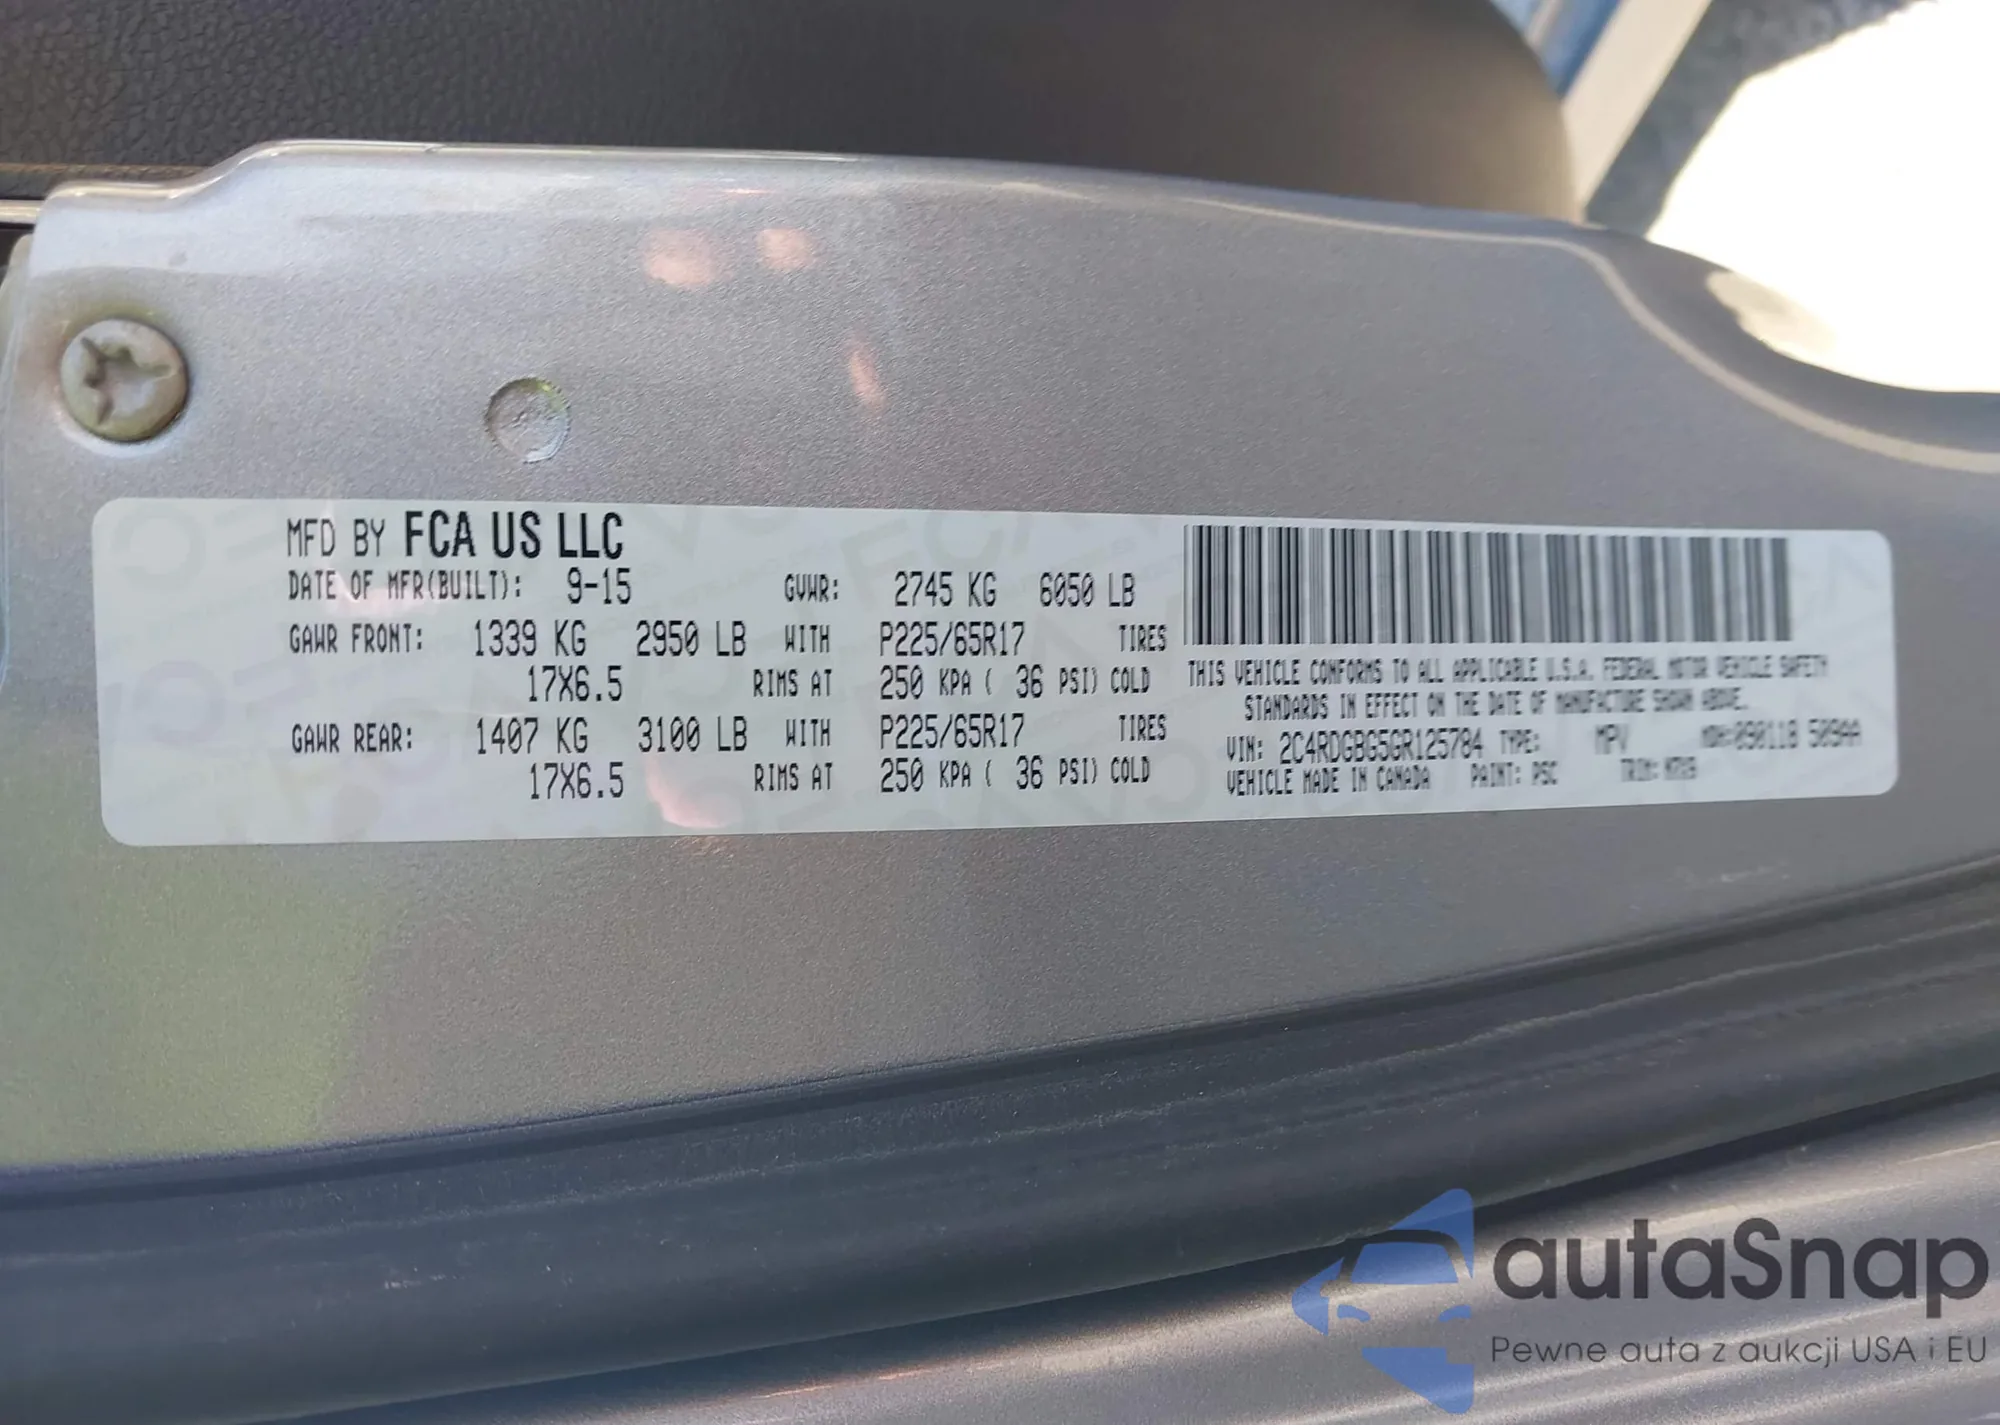 MFD BY FCA US LLC
DATE OF MFR(BUILT): 9-15 GVWR: 2745 KG 6050 LB
GAWR FRONT: 1339 KG 2950 LB WITH P225/65R17 TIRES
17X6.5 RIMS AT 250 KPA ( 36 PSI) COLD
GAWR REAR: 1407 KG 3100 LB WITH P225/65R17 TIRES
17X6.5 RIMS AT 250 KPA ( 36 PSI) COLD
THIS VEHICLE CONFORMS TO ALL APPLICABLE U.S.A. FEDERAL MOTOR VEHICLE SAFETY
STANDARDS IN EFFECT ON THE DATE OF MANUFACTURE SHOWN ABOVE.
VIN: 2C4RDGBG5GR125784 TYPE: MPV MDH:090118 509AA
VEHICLE MADE IN CANADA PAINT: PSC TRIM:
autaSnap
Pewne auta z aukcji USA i EU